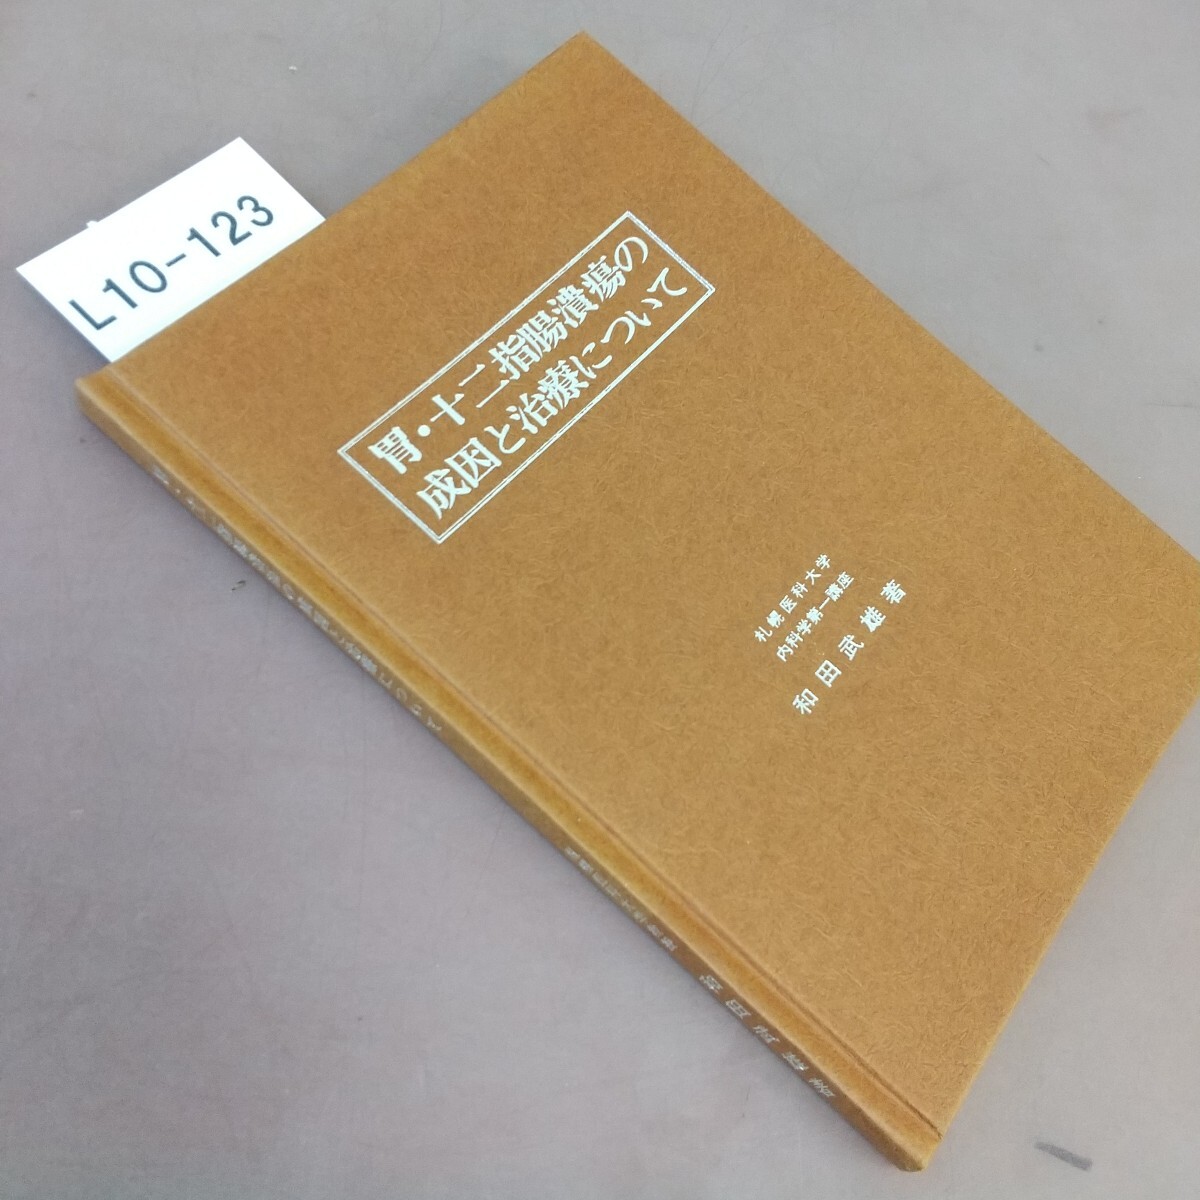 L10-123
胃・十二指腸潰瘍の
成因と治療について
札幌医科大学
内科学第一講座
和田武雄著